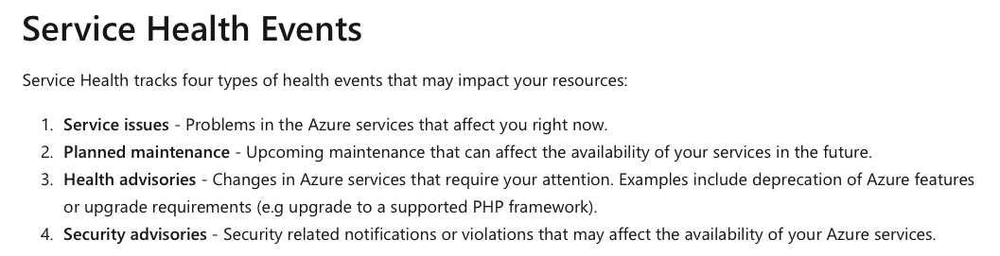 Service Health Events
Service Health tracks four types of health events that may impact your resources:
1. Service issues - Problems in the Azure services that affect you right now.
2. Planned maintenance - Upcoming maintenance that can affect the availability of your services in the future.
3. Health advisories - Changes in Azure services that require your attention. Examples include deprecation of Azure features
or upgrade requirements (e.g upgrade to a supported PHP framework).
4. Security advisories - Security related notifications or violations that may affect the availability of your Azure services.